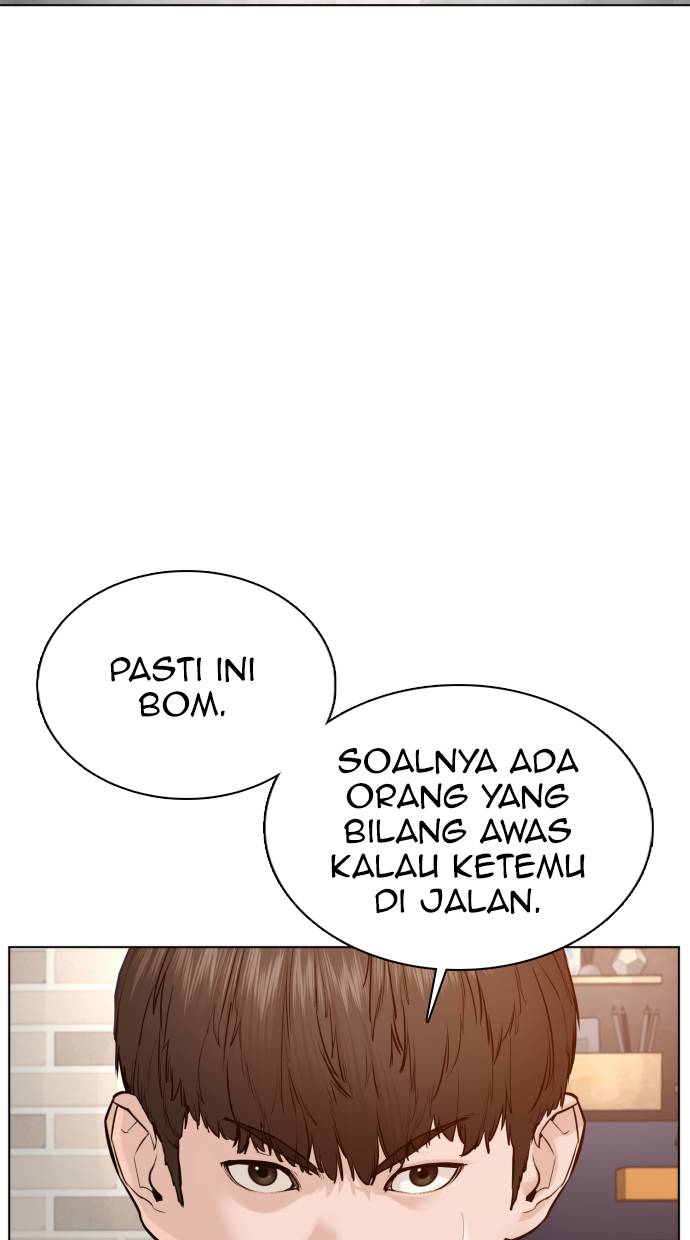 PASTI INI
BOM.
SOALNYA ADA
ORANG YANG
BILANG AWAS
KALAU KETEMU
DI JALAN.